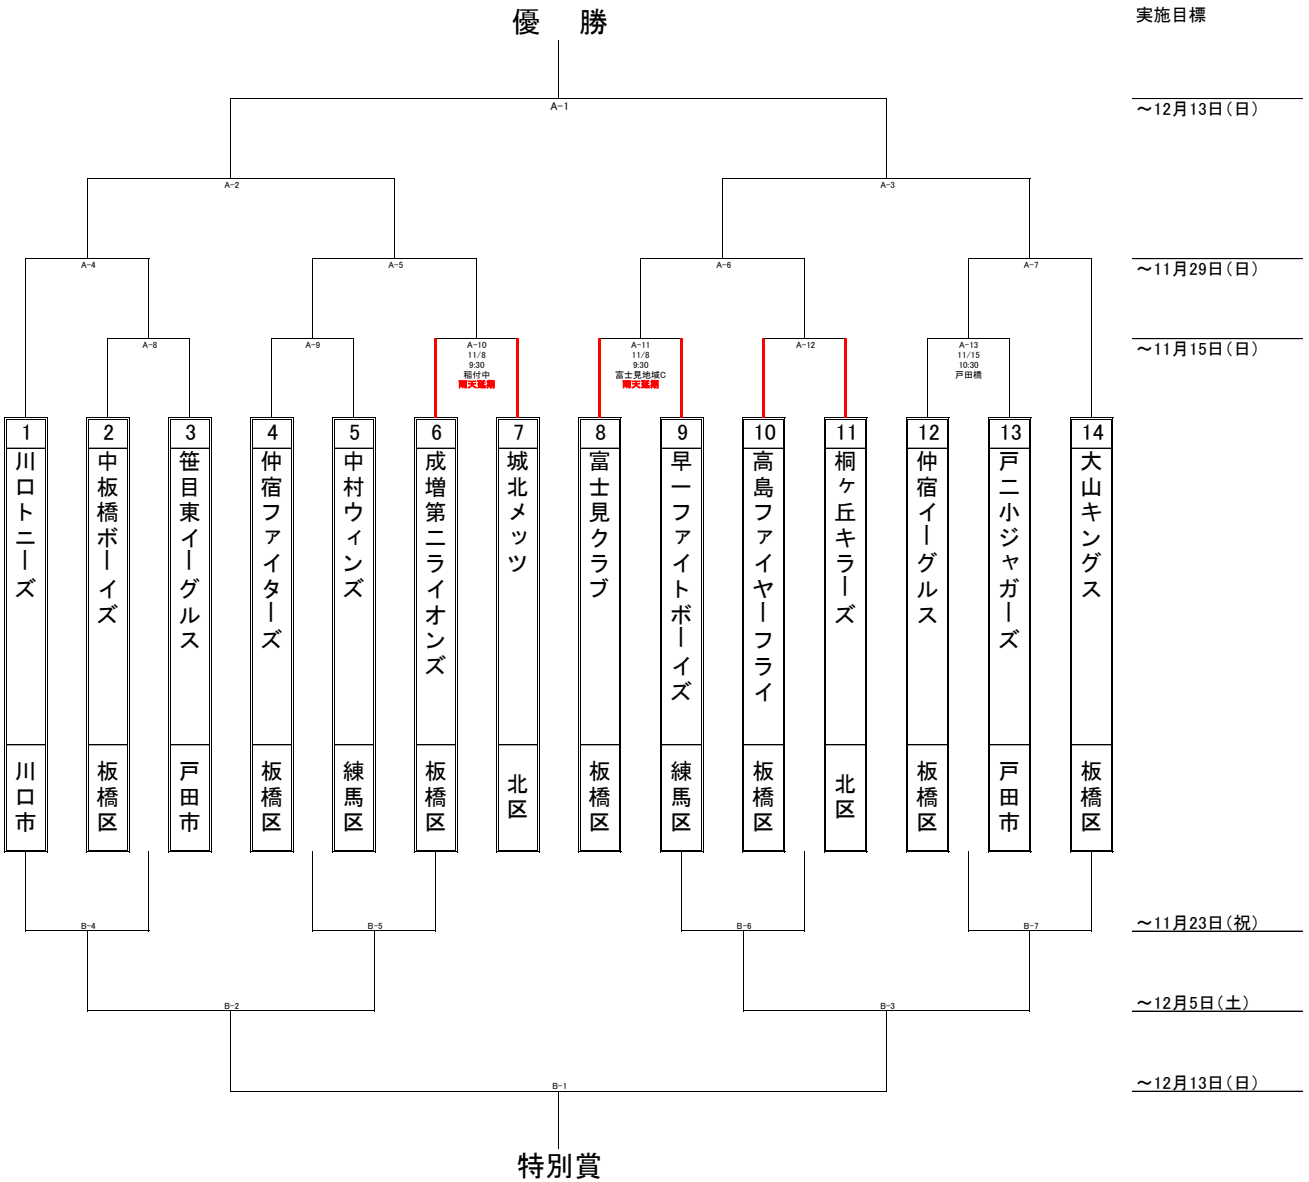 優　勝
実施目標
A-1
～12月13日(日)
A-2
A-3
A-4
A-5
A-6
A-7
～11月29日(日)
A-8
A-9
A-10
11/8
9:30
稲付中
雨天延期
A-11
11/8
9:30
富士見地域C
雨天延期
A-12
A-13
11/15
10:30
戸田橋
～11月15日(日)
1
川口トニーズ
川口市
2
中板橋ボーイズ
板橋区
3
笹目東イーグルス
戸田市
4
仲宿ファイターズ
板橋区
5
中村ウィンズ
練馬区
6
成増第二ライオンズ
板橋区
7
城北メッツ
北区
8
富士見クラブ
板橋区
9
早一ファイトボーイズ
練馬区
10
高島ファイヤーフライ
板橋区
11
桐ヶ丘キラーズ
北区
12
仲宿イーグルス
板橋区
13
戸二小ジャガーズ
戸田市
14
大山キングス
板橋区
B-4
B-5
B-6
B-7
～11月23日(祝)
B-2
B-3
～12月5日(土)
B-1
～12月13日(日)
特別賞